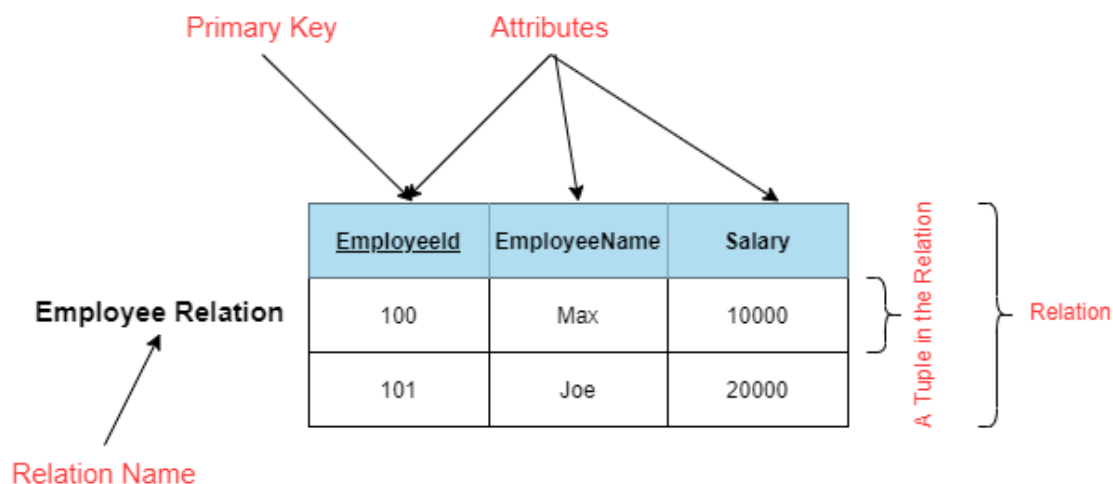 Primary Key
Attributes
EmployeeId
EmployeeName
Salary
Employee Relation
100
Max
10000
101
Joe
20000
A Tuple in the Relation
Relation
Relation Name